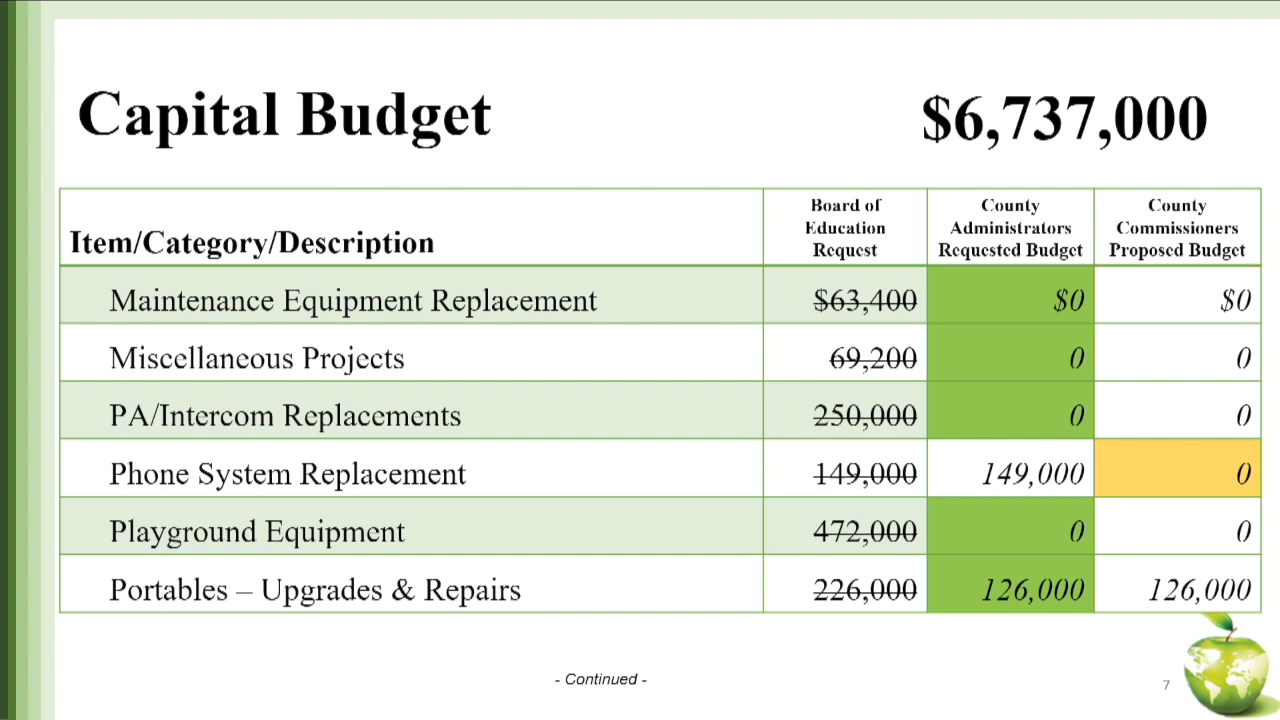 Capital Budget $6,737,000
Item/Category/Description
Board of
Education
Request
County
Administrators
Requested Budget
County
Commissioners
Proposed Budget
Maintenance Equipment Replacement $63,400 $0 $0
Miscellaneous Projects 69,200 0 0
PA/Intercom Replacements 250,000 0 0
Phone System Replacement 149,000 149,000 0
Playground Equipment 472,000 0 0
Portables – Upgrades & Repairs 226,000 126,000 126,000
- Continued -
7